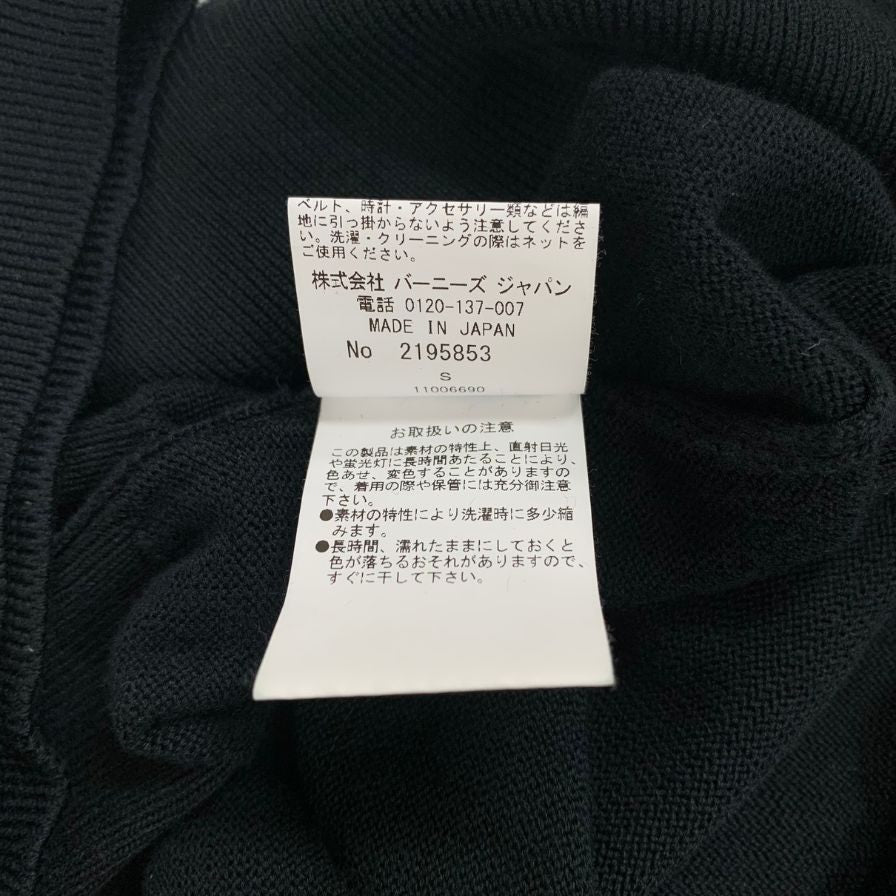 ベルト、時計・アクセサリー類などは編
地に引っ掛からないよう注意してくださ
い。洗濯・クリーニングの際はネットを
ご使用ください。
株式会社 バーニーズ ジャパン
電話 0120-137-007
MADE IN JAPAN
No 2195853
S
11006690
お取扱いの注意
この製品は素材の特性上、直射日光
や蛍光灯に長時間あたることにより、
色あせ、変色することがありますの
で、着用の際や保管には充分御注意
下さい。
●素材の特性により洗濯時に多少縮
みます。
●長時間、濡れたままにしておくと
色が落ちるおそれがありますので、
すぐに干して下さい。